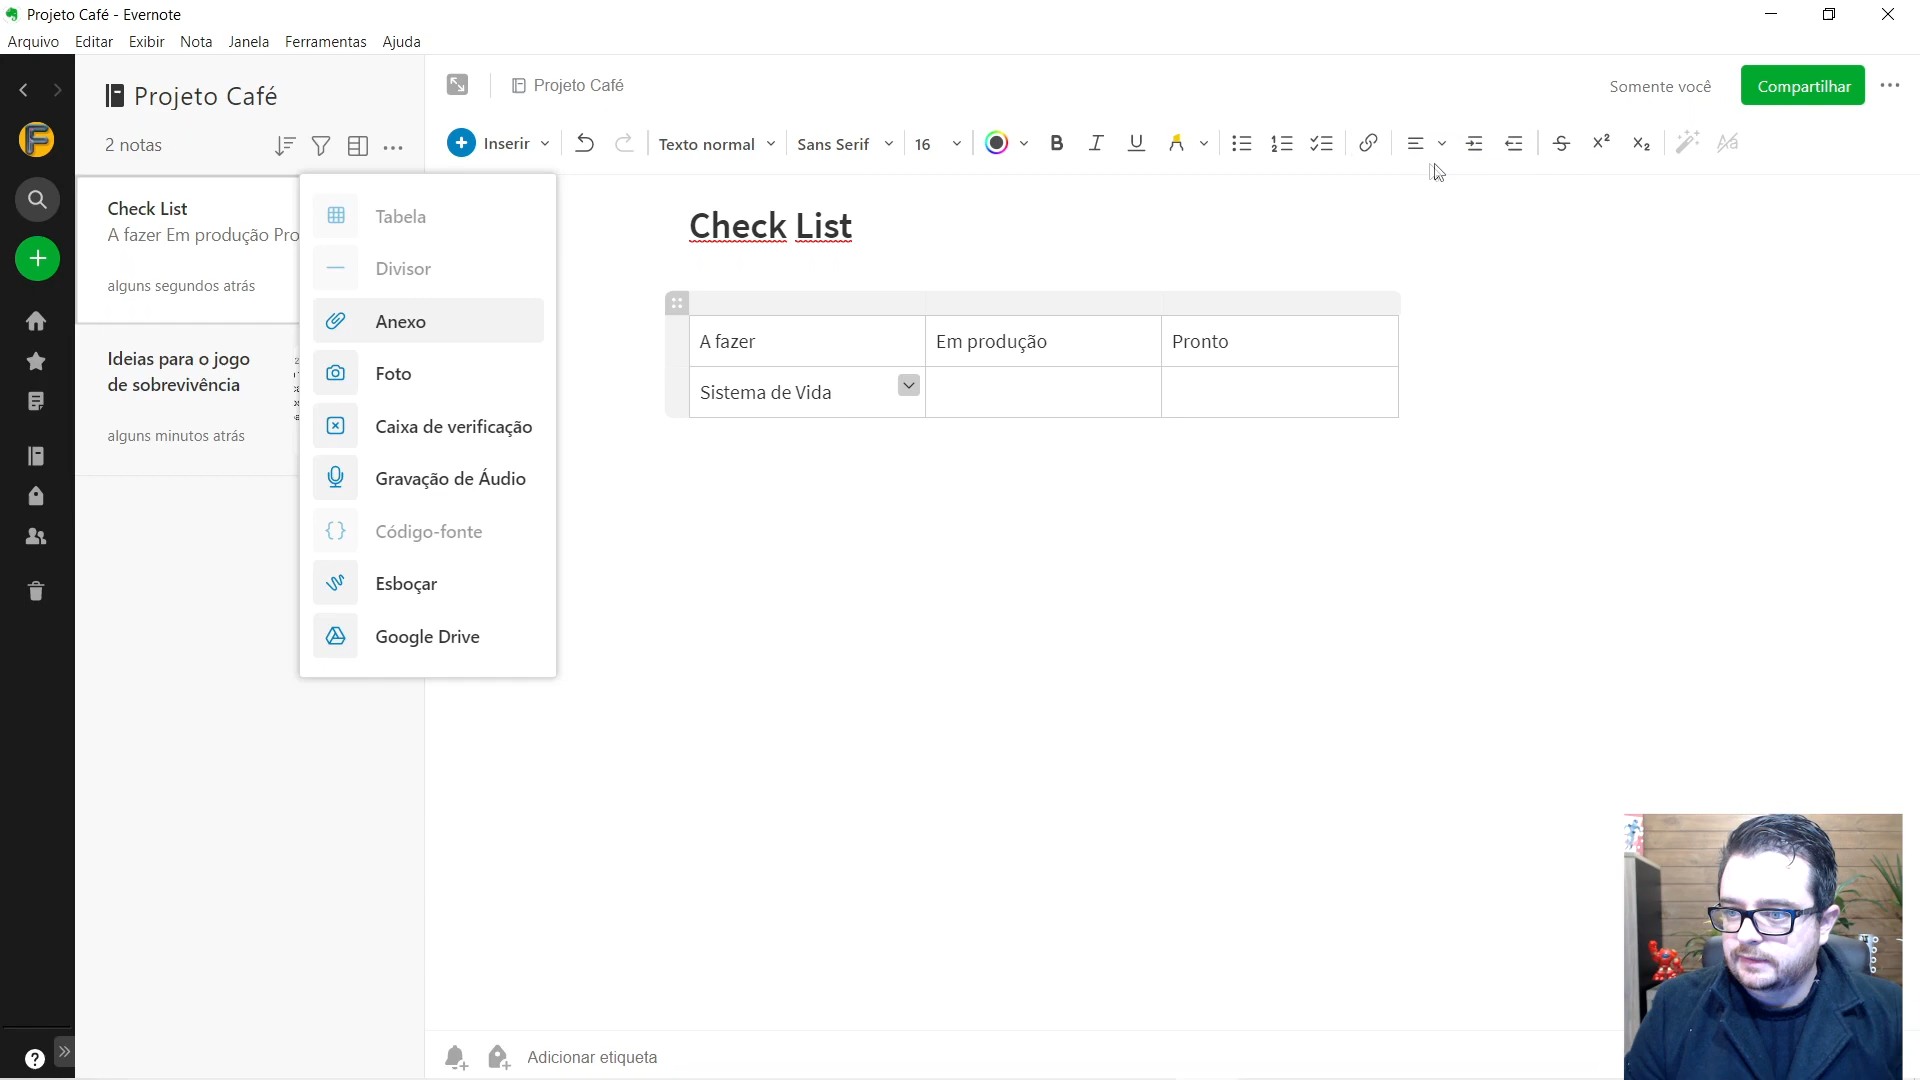 Projeto Café - Evernote
Arquivo Editar Exibir Nota Janela Ferramentas Ajuda
Projeto Café
2 notas
Check List
A fazer Em produção Pro
alguns segundos atrás
Ideias para o jogo
de sobrevivência
alguns minutos atrás
Tabela
Divisor
Anexo
Foto
Caixa de verificação
Gravação de Áudio
Código-fonte
Esboçar
Google Drive
Projeto Café
Somente você
Compartilhar
Inserir
Texto normal
Sans Serif
16
Check List
A fazer Em produção Pronto
Sistema de Vida
Adicionar etiqueta